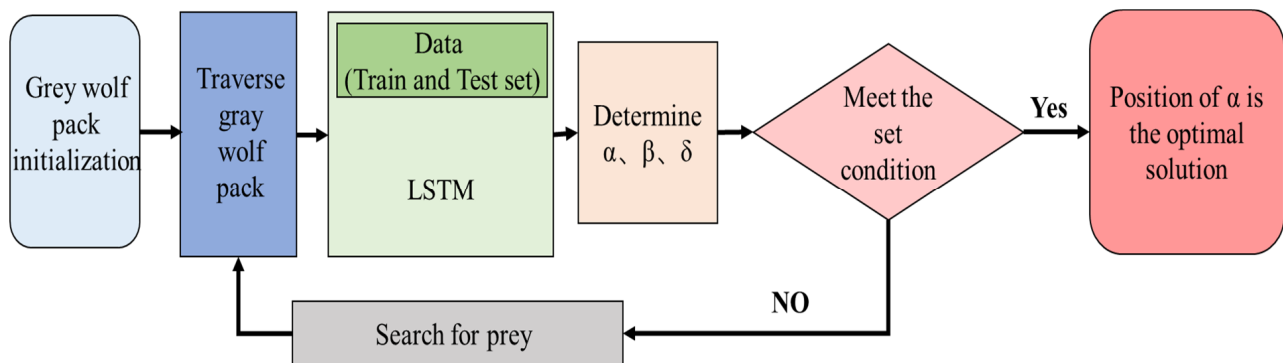 Grey wolf
pack
initialization
Traverse
gray
wolf
pack
Data
(Train and Test set)
LSTM
Determine
α、β、δ
Meet the
set
condition
Yes
Position of α is
the optimal
solution
NO
Search for prey